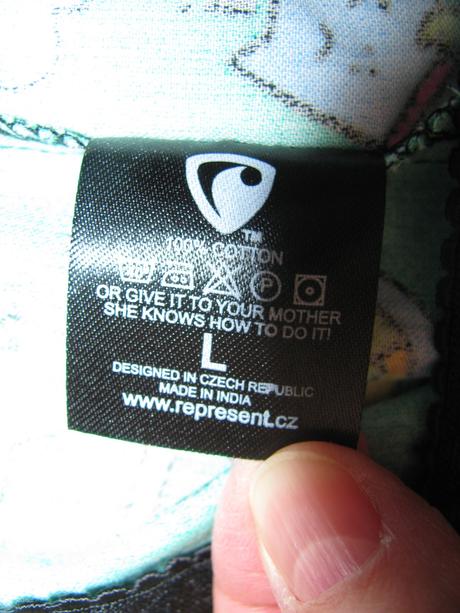 TM
100% COTTON
P
OR GIVE IT TO YOUR MOTHER
SHE KNOWS HOW TO DO IT!
L
DESIGNED IN CZECH REPUBLIC
MADE IN INDIA
www.represent.cz